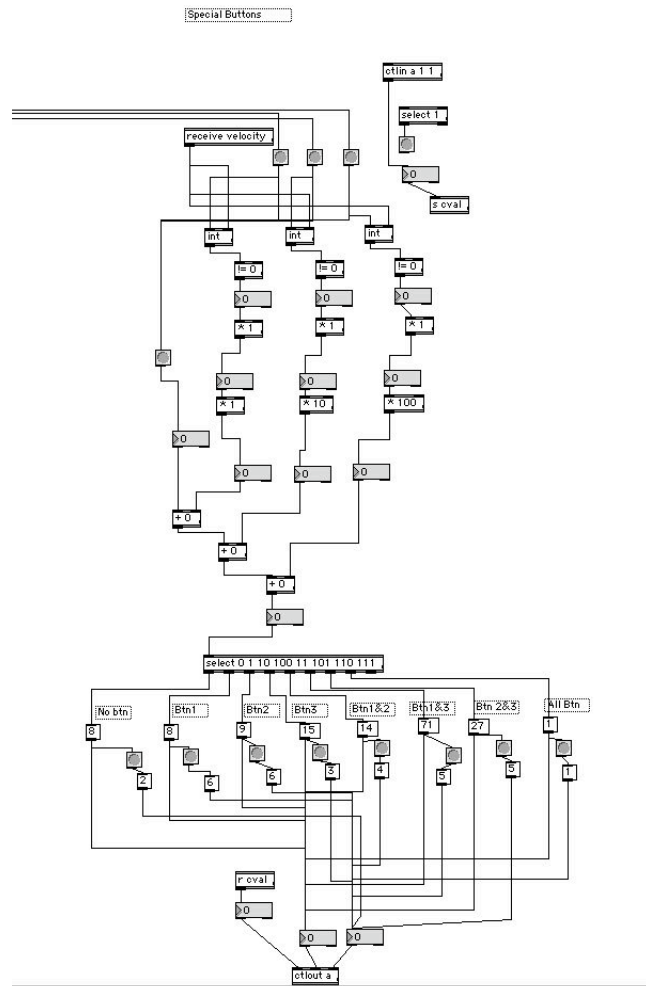 Special Buttons
ctlin a 1 1
select 1
receive velocity
0
s cval
int
int
int
!= 0
!= 0
!= 0
0
0
0
* 1
* 1
* 1
0
0
0
* 1
* 10
* 100
0
0
0
0
+ 0
+ 0
+ 0
0
select 0 1 10 100 11 101 110 111
No btn
Btn1
Btn2
Btn3
Btn1&2
Btn1&3
Btn 2&3
All Btn
8
8
9
15
14
71
27
1
2
6
6
3
4
5
5
1
r cval
0
0
0
ctlout a